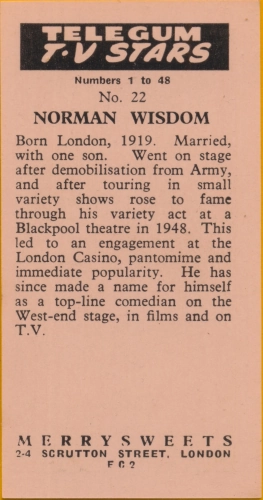 TELEGUM
T·V STARS
Numbers 1 to 48
No. 22
NORMAN WISDOM
Born London, 1919. Married,
with one son. Went on stage
after demobilisation from Army,
and after touring in small
variety shows rose to fame
through his variety act at a
Blackpool theatre in 1948. This
led to an engagement at the
London Casino, pantomime and
immediate popularity. He has
since made a name for himself
as a top-line comedian on the
West-end stage, in films and on
T.V.
MERRYSWEETS
2-4 SCRUTTON STREET, LONDON
E C 2